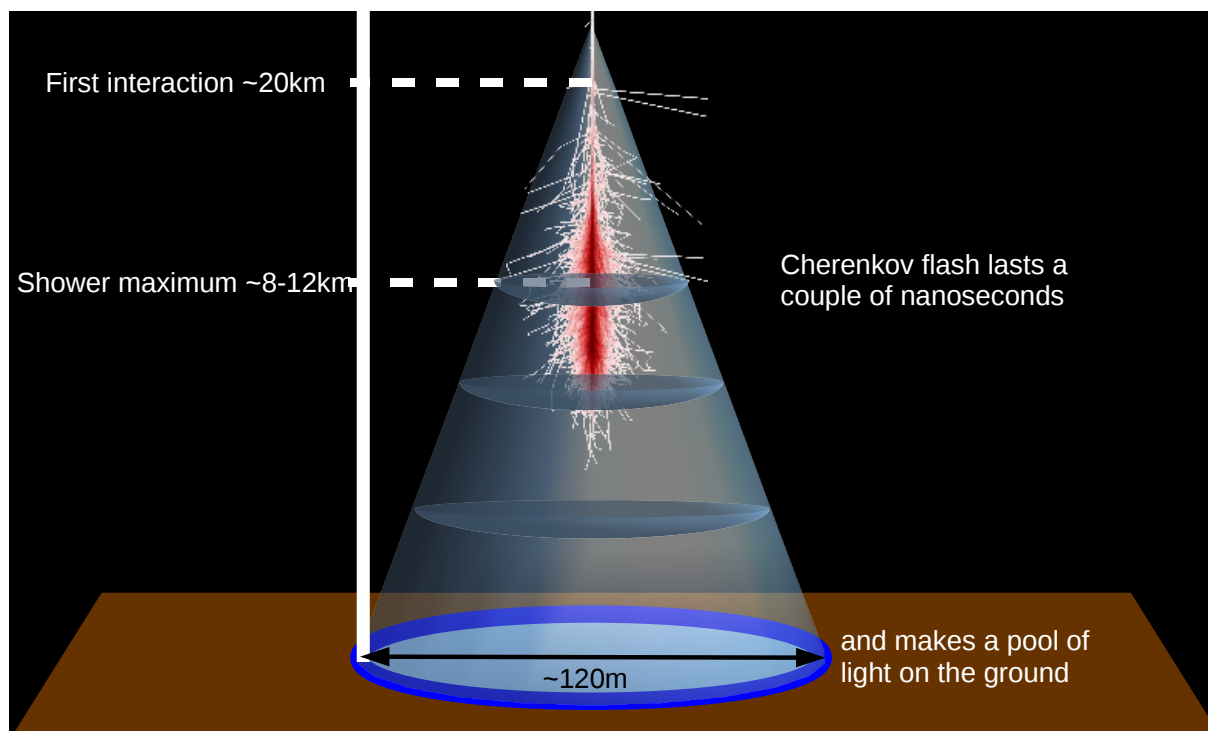 First interaction ~20km
Shower maximum ~8-12km
Cherenkov flash lasts a
couple of nanoseconds
and makes a pool of
light on the ground
~120m